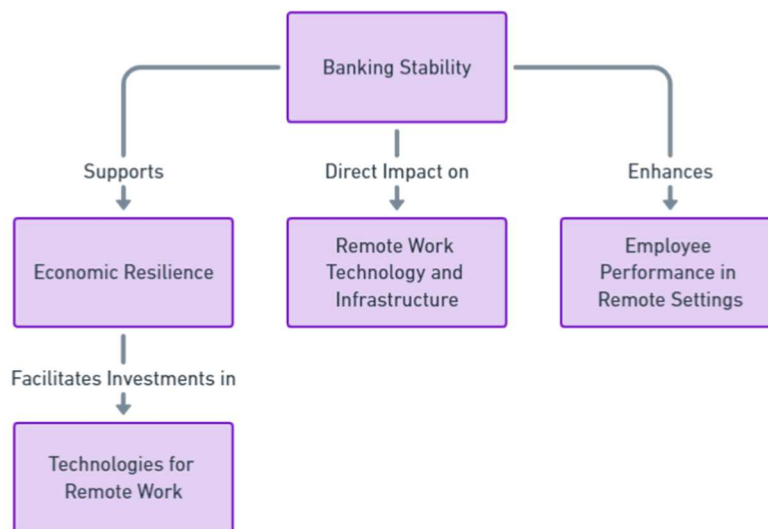 Banking Stability
Supports
Direct Impact on
Enhances
Economic Resilience
Remote Work
Technology and
Infrastructure
Employee
Performance in
Remote Settings
Facilitates Investments in
Technologies for
Remote Work